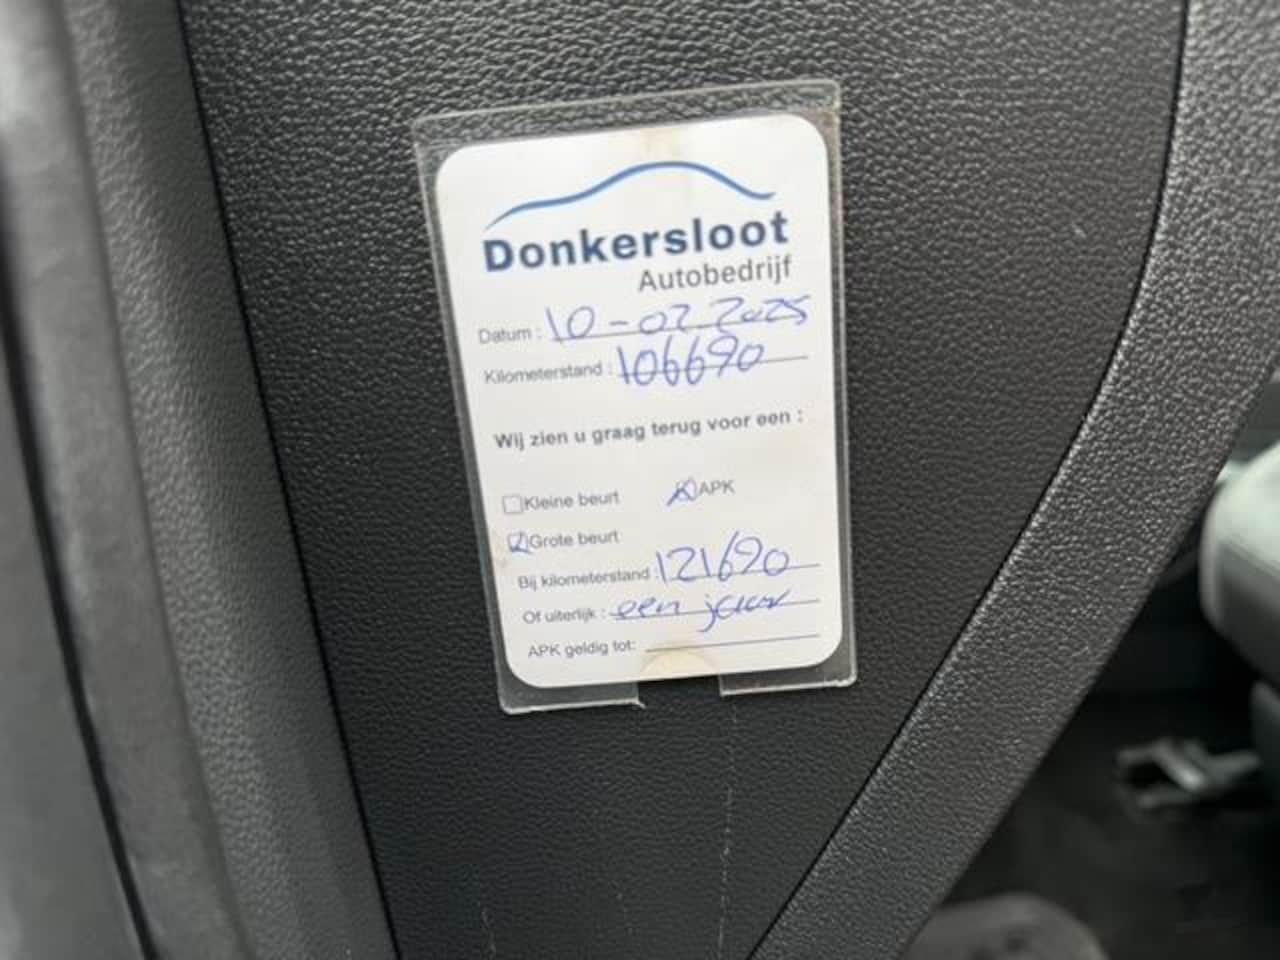 Donkersloot
Autobedrijf
Datum : 10-02 2025
Kilometerstand : 106690
Wij zien u graag terug voor een :
Kleine beurt APK
Grote beurt
Bij kilometerstand : 121690
Of uiterlijk : een jaar
APK geldig tot: